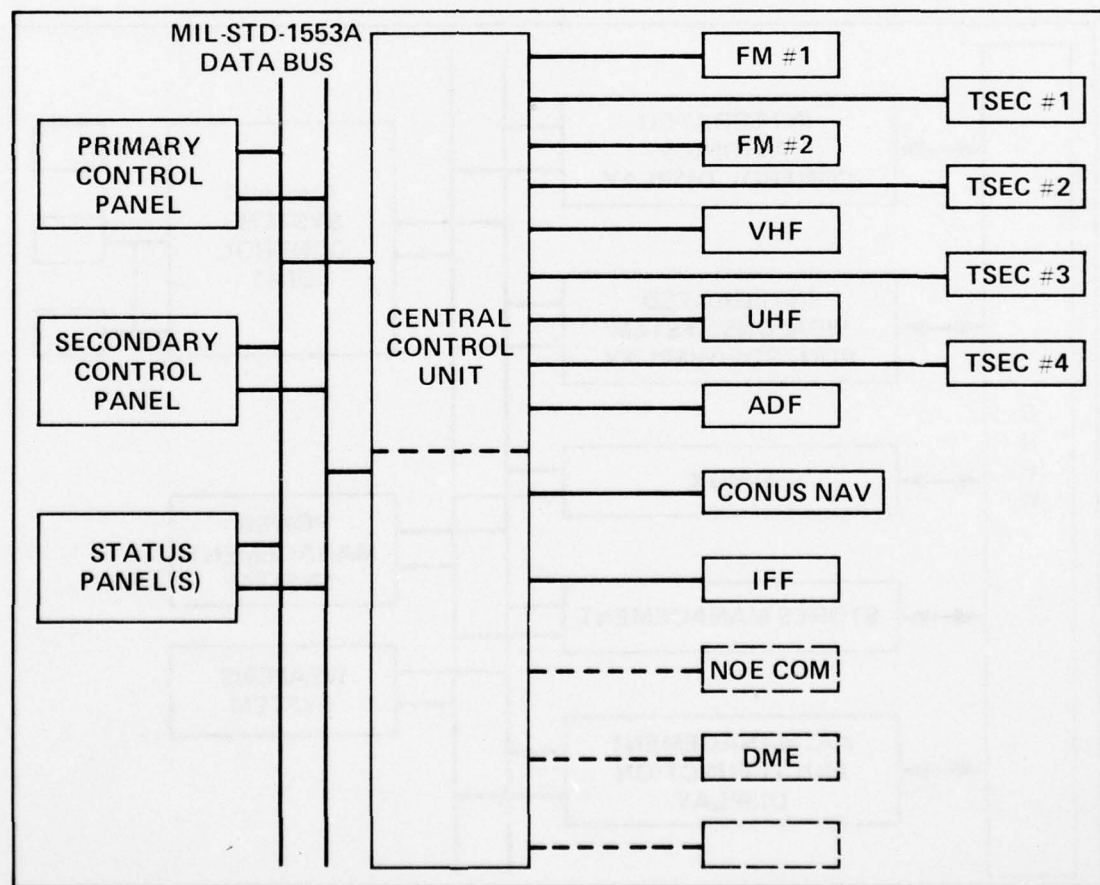 MIL-STD-1553A
DATA BUS
PRIMARY
CONTROL
PANEL
SECONDARY
CONTROL
PANEL
STATUS
PANEL(S)
CENTRAL
CONTROL
UNIT
FM #1
TSEC #1
FM #2
TSEC #2
VHF
TSEC #3
UHF
TSEC #4
ADF
CONUS NAV
IFF
NOE COM
DME